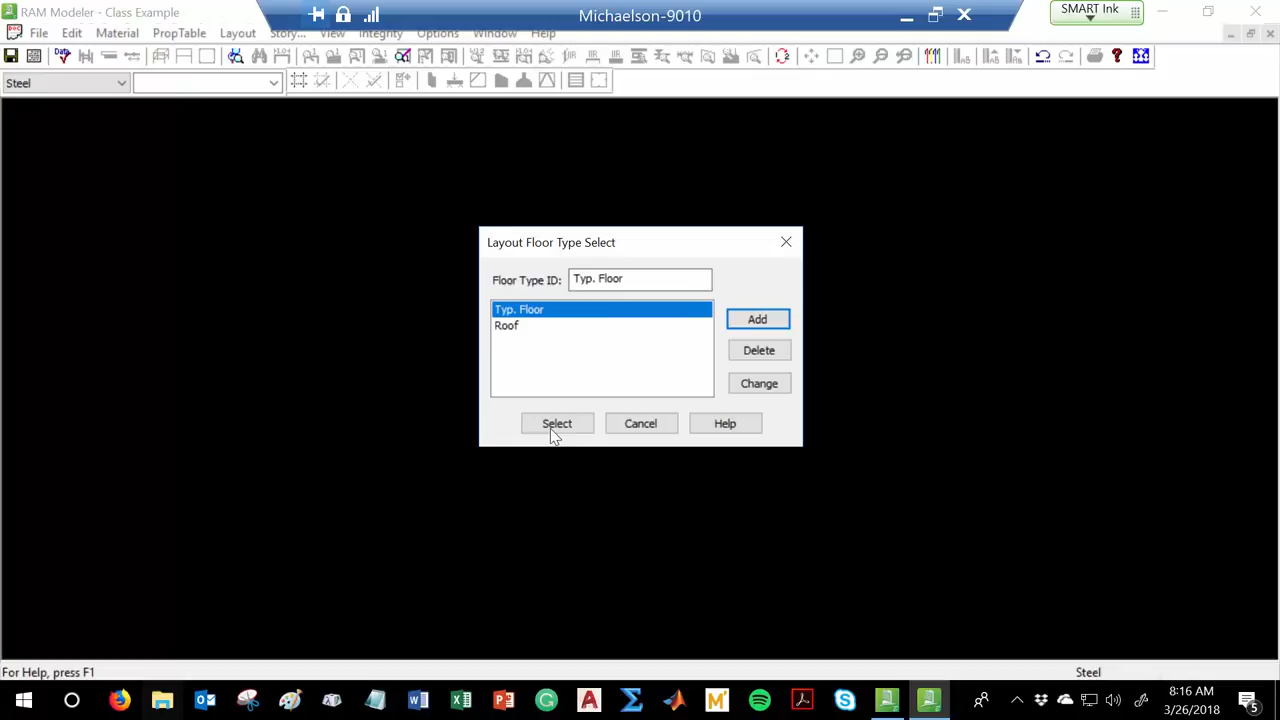 RAM Modeler - Class Example
Michaelson-9010
SMART Ink
File Edit Material PropTable Layout Story... View Integrity Options Window Help
Steel
Layout Floor Type Select
Floor Type ID: Typ. Floor
Typ. Floor
Roof
Add
Delete
Change
Select Cancel Help
For Help, press F1
Steel
8:16 AM
3/26/2018
5